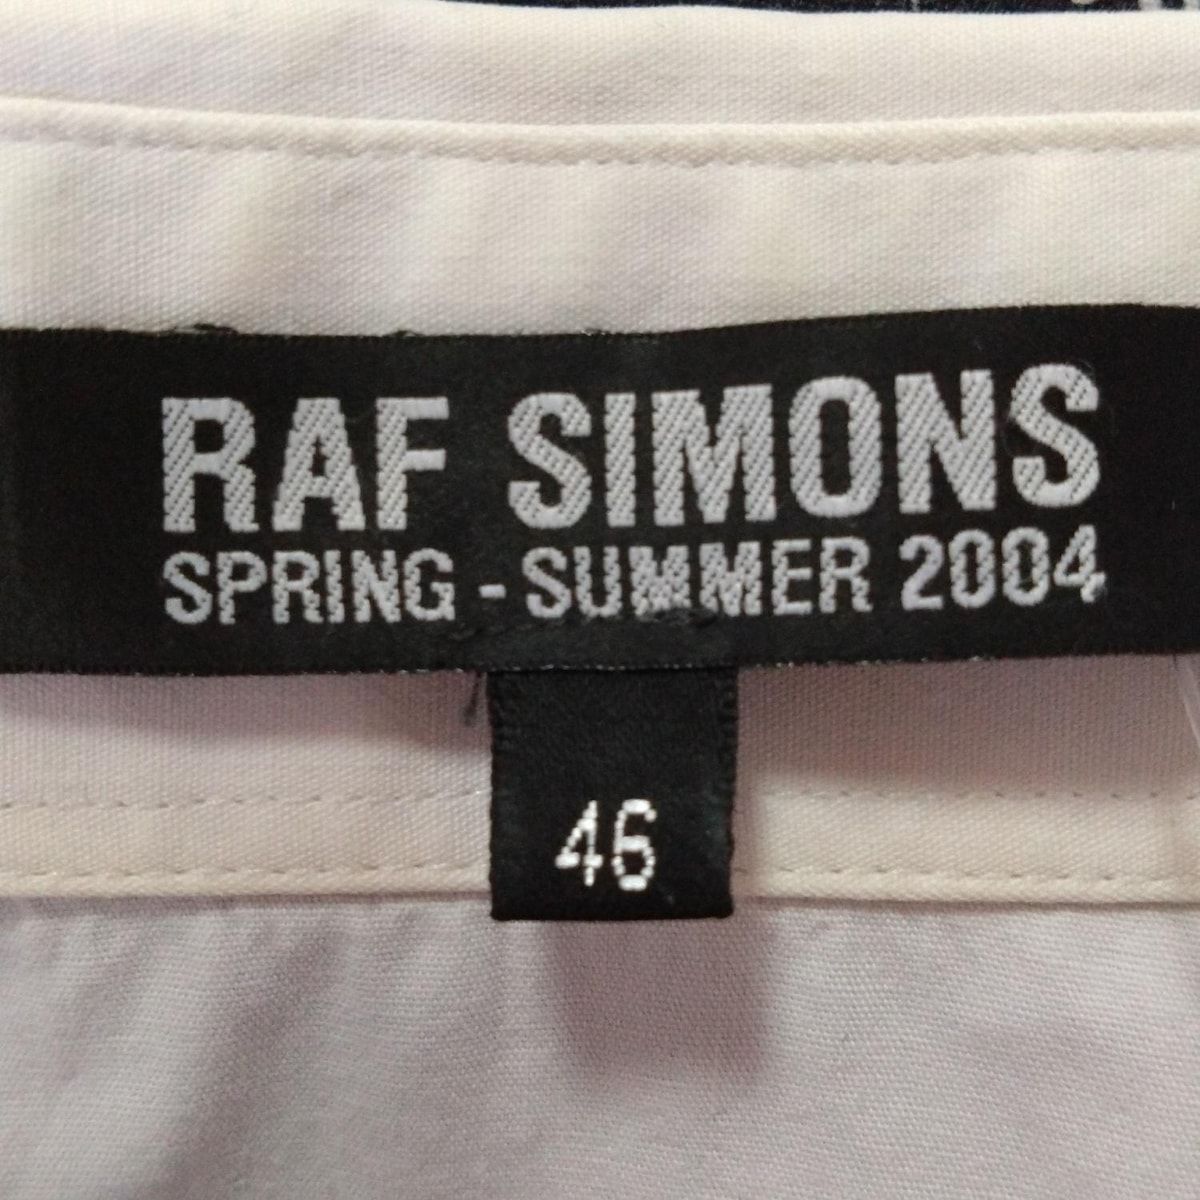 RAF SIMONS
SPRING - SUMMER 2004
46